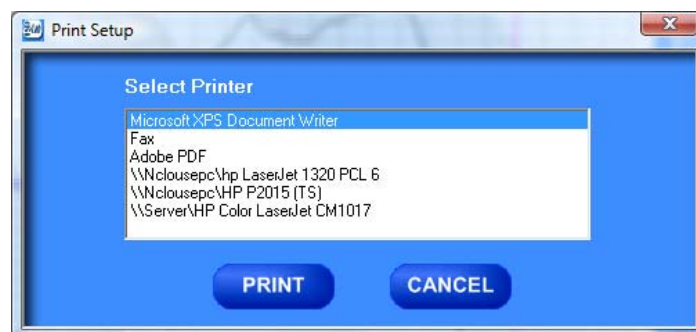 Print Setup
Select Printer
Microsoft XPS Document Writer
Fax
Adobe PDF
\\Nclousepc\hp LaserJet 1320 PCL 6
\\Nclousepc\HP P2015 (TS)
\\Server\HP Color LaserJet CM1017
PRINT CANCEL